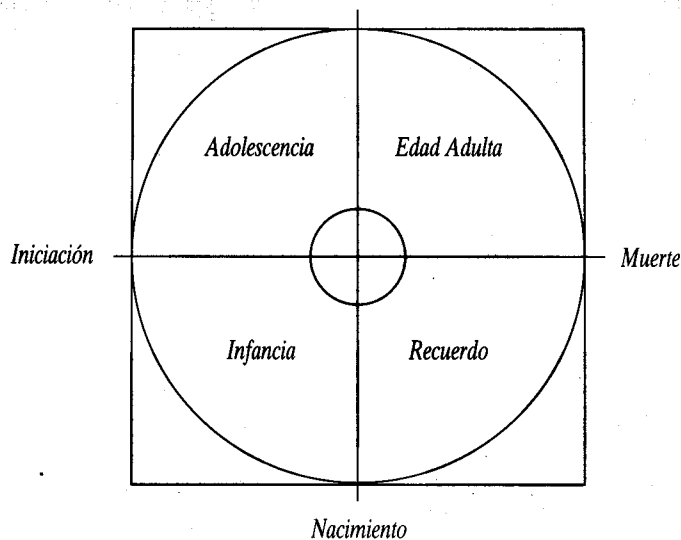 Adolescencia
Edad Adulta
Iniciación
Muerte
Infancia
Recuerdo
Nacimiento